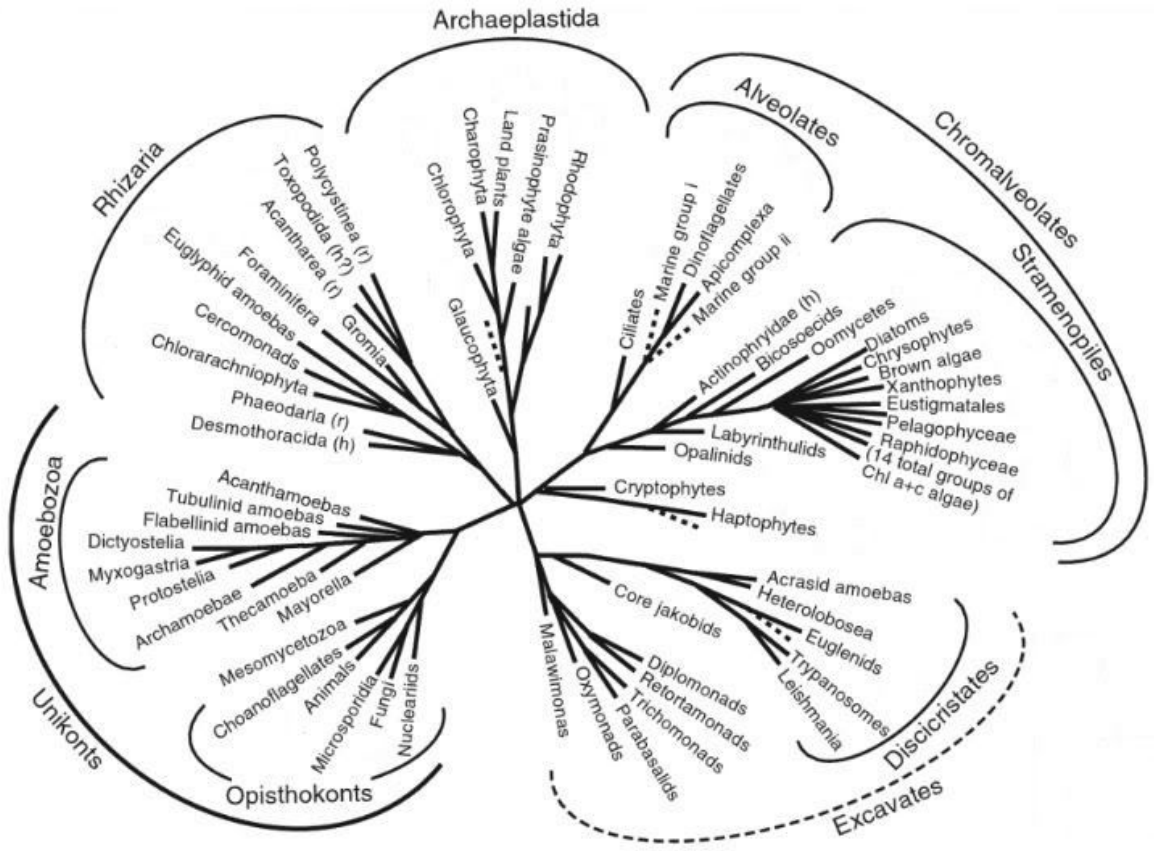 Archaeplastida
Alveolates
Chromalveolates
Stramenopiles
Rhizaria
Polycystinea (r)
Toxopodida (h?)
Acantharea (r)
Gromia
Foraminifera
Euglyphid amoebas
Cercomonads
Chlorarachniophyta
Phaeodaria (r)
Desmothoracida (h)
Glaucophyta
Chlorophyta
Charophyta
Land plants
Prasinophyte algae
Rhodophyta
Ciliates
Marine group i
Dinoflagellates
Apicomplexa
Marine group ii
Actinophryidae (h)
Bicosoecids
Oomycetes
Diatoms
Chrysophytes
Brown algae
Xanthophytes
Eustigmatales
Pelagophyceae
Raphidophyceae
(14 total groups of
Chl a+c algae)
Labyrinthulids
Opalinids
Cryptophytes
Haptophytes
Acrasid amoebas
Heterolobosea
Euglenids
Trypanosomes
Leishmania
Core jakobids
Diplomonads
Retortamonads
Trichomonads
Parabasalids
Oxymonads
Malawimonas
Discicristates
Excavates
Amoebozoa
Acanthamoebas
Tubulinid amoebas
Flabellinid amoebas
Dictyostelia
Myxogastria
Protostelia
Archamoebae
Thecamoeba
Mayorella
Mesomycetozoa
Choanoflagellates
Animals
Microsporidia
Fungi
Nucleariids
Opisthokonts
Unikonts